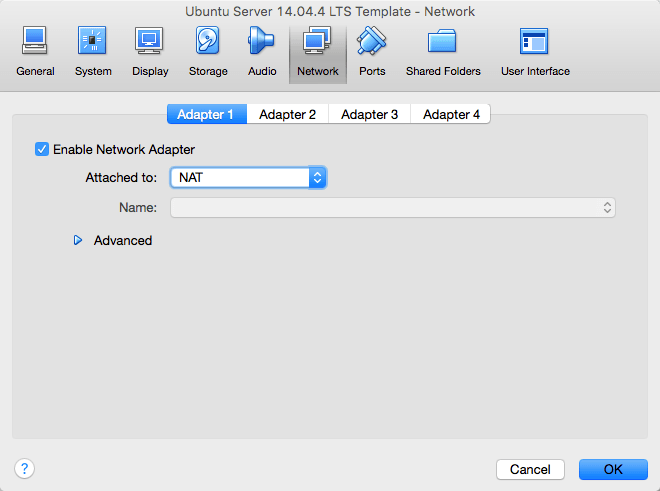 Ubuntu Server 14.04.4 LTS Template - Network
General System Display Storage Audio Network Ports Shared Folders User Interface
Adapter 1 Adapter 2 Adapter 3 Adapter 4
Enable Network Adapter
Attached to: NAT
Name:
Advanced
? Cancel OK